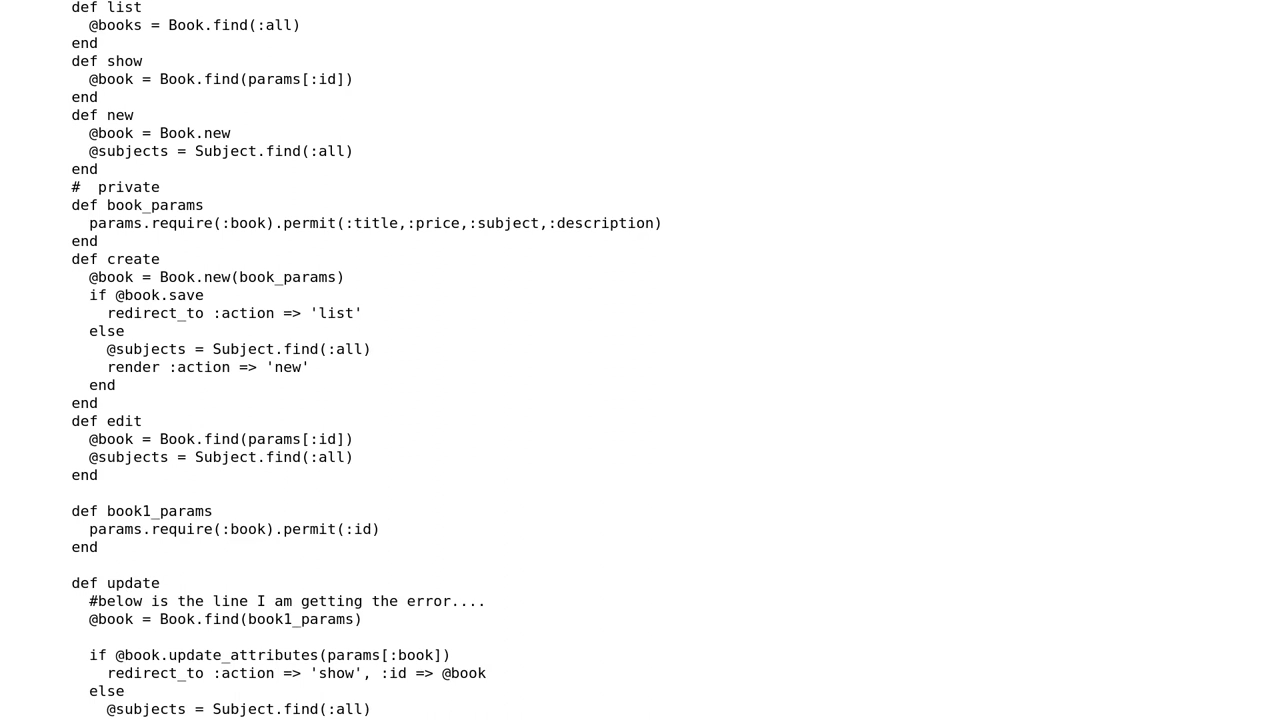 def list
  @books = Book.find(:all)
end
def show
  @book = Book.find(params[:id])
end
def new
  @book = Book.new
  @subjects = Subject.find(:all)
end
#  private
def book_params
  params.require(:book).permit(:title,:price,:subject,:description)
end
def create
  @book = Book.new(book_params)
  if @book.save
    redirect_to :action => 'list'
  else
    @subjects = Subject.find(:all)
    render :action => 'new'
  end
end
def edit
  @book = Book.find(params[:id])
  @subjects = Subject.find(:all)
end

def book1_params
  params.require(:book).permit(:id)
end

def update
  #below is the line I am getting the error....
  @book = Book.find(book1_params)

  if @book.update_attributes(params[:book])
    redirect_to :action => 'show', :id => @book
  else
    @subjects = Subject.find(:all)